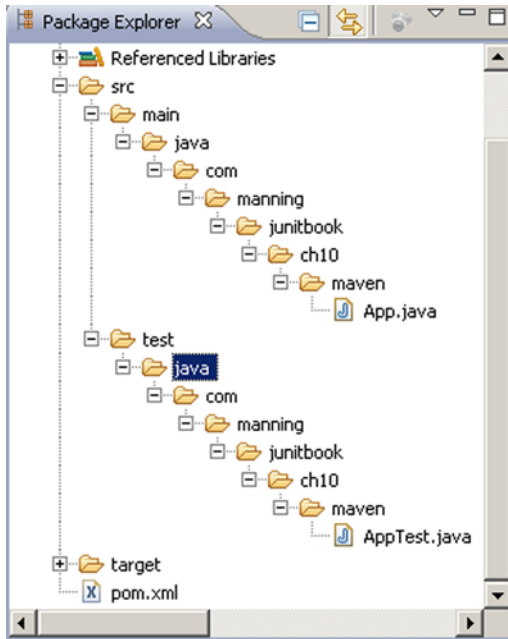 Package Explorer
Referenced Libraries
src
main
java
com
manning
junitbook
ch10
maven
App.java
test
java
com
manning
junitbook
ch10
maven
AppTest.java
target
pom.xml